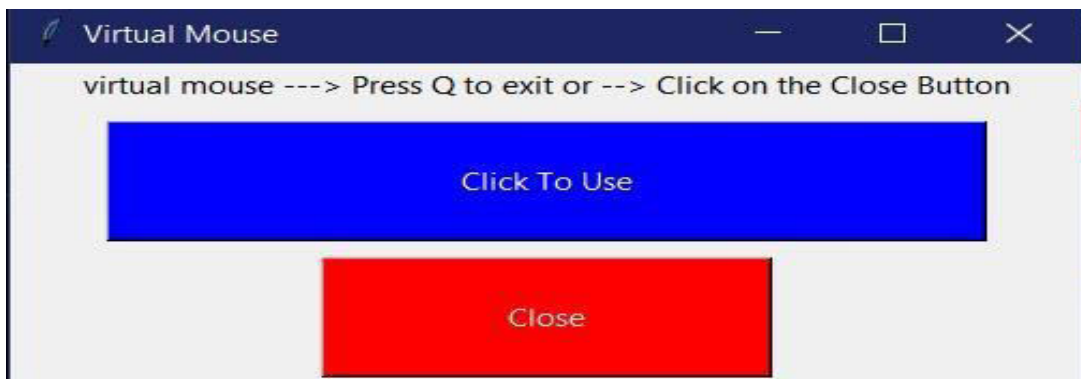 Virtual Mouse
virtual mouse ---> Press Q to exit or --> Click on the Close Button
Click To Use
Close